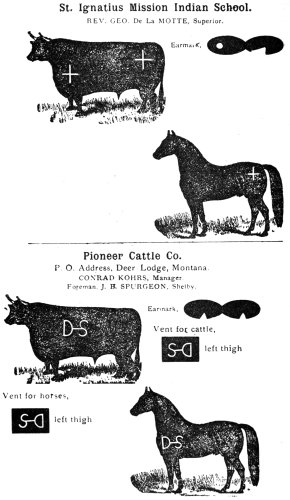 St. Ignatius Mission Indian School.
REV. GEO. De La MOTTE, Superior.
Earmark,
Pioneer Cattle Co.
P. O. Address, Deer Lodge, Montana
CONRAD KOHRS, Manager
Foreman, J. H. SPURGEON, Shelby.
Earmark,
D-S
Vent for cattle,
left thigh
Vent for horses,
left thigh
D-S